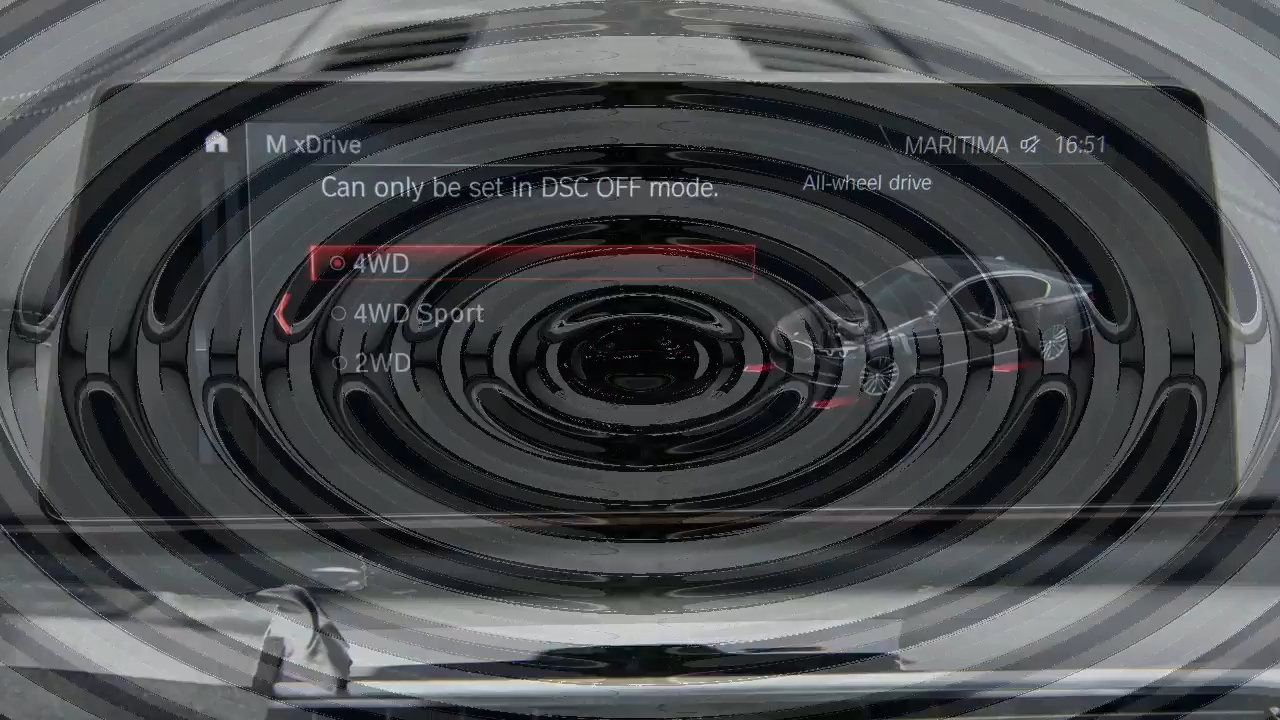 M xDrive
MARITIMA 16:51
Can only be set in DSC OFF mode.
All-wheel drive
4WD
4WD Sport
2WD